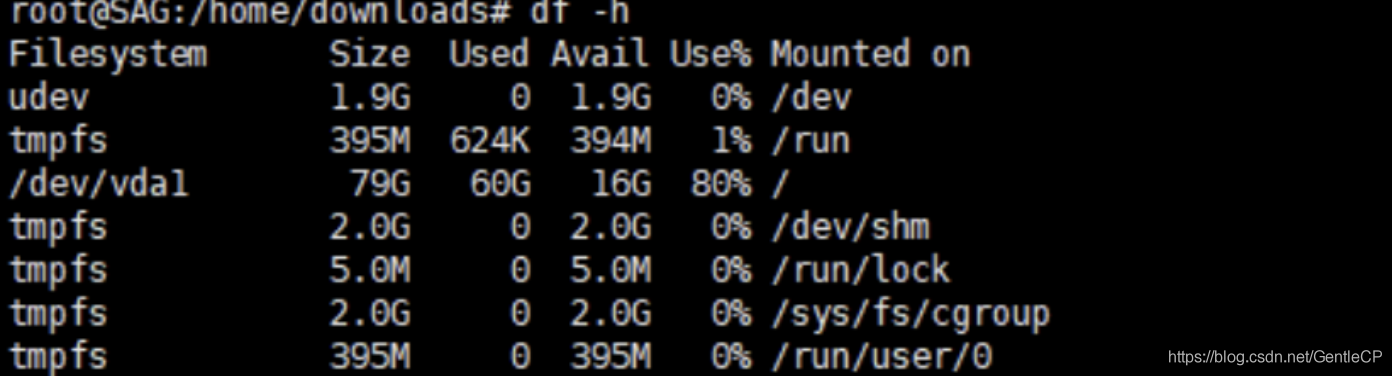 root@SAG:/home/downloads# df -h
Filesystem      Size  Used Avail Use% Mounted on
udev            1.9G     0  1.9G   0% /dev
tmpfs           395M  624K  394M   1% /run
/dev/vda1        79G   60G   16G  80% /
tmpfs           2.0G     0  2.0G   0% /dev/shm
tmpfs           5.0M     0  5.0M   0% /run/lock
tmpfs           2.0G     0  2.0G   0% /sys/fs/cgroup
tmpfs           395M     0  395M   0% /run/user/0
https://blog.csdn.net/GentleCP